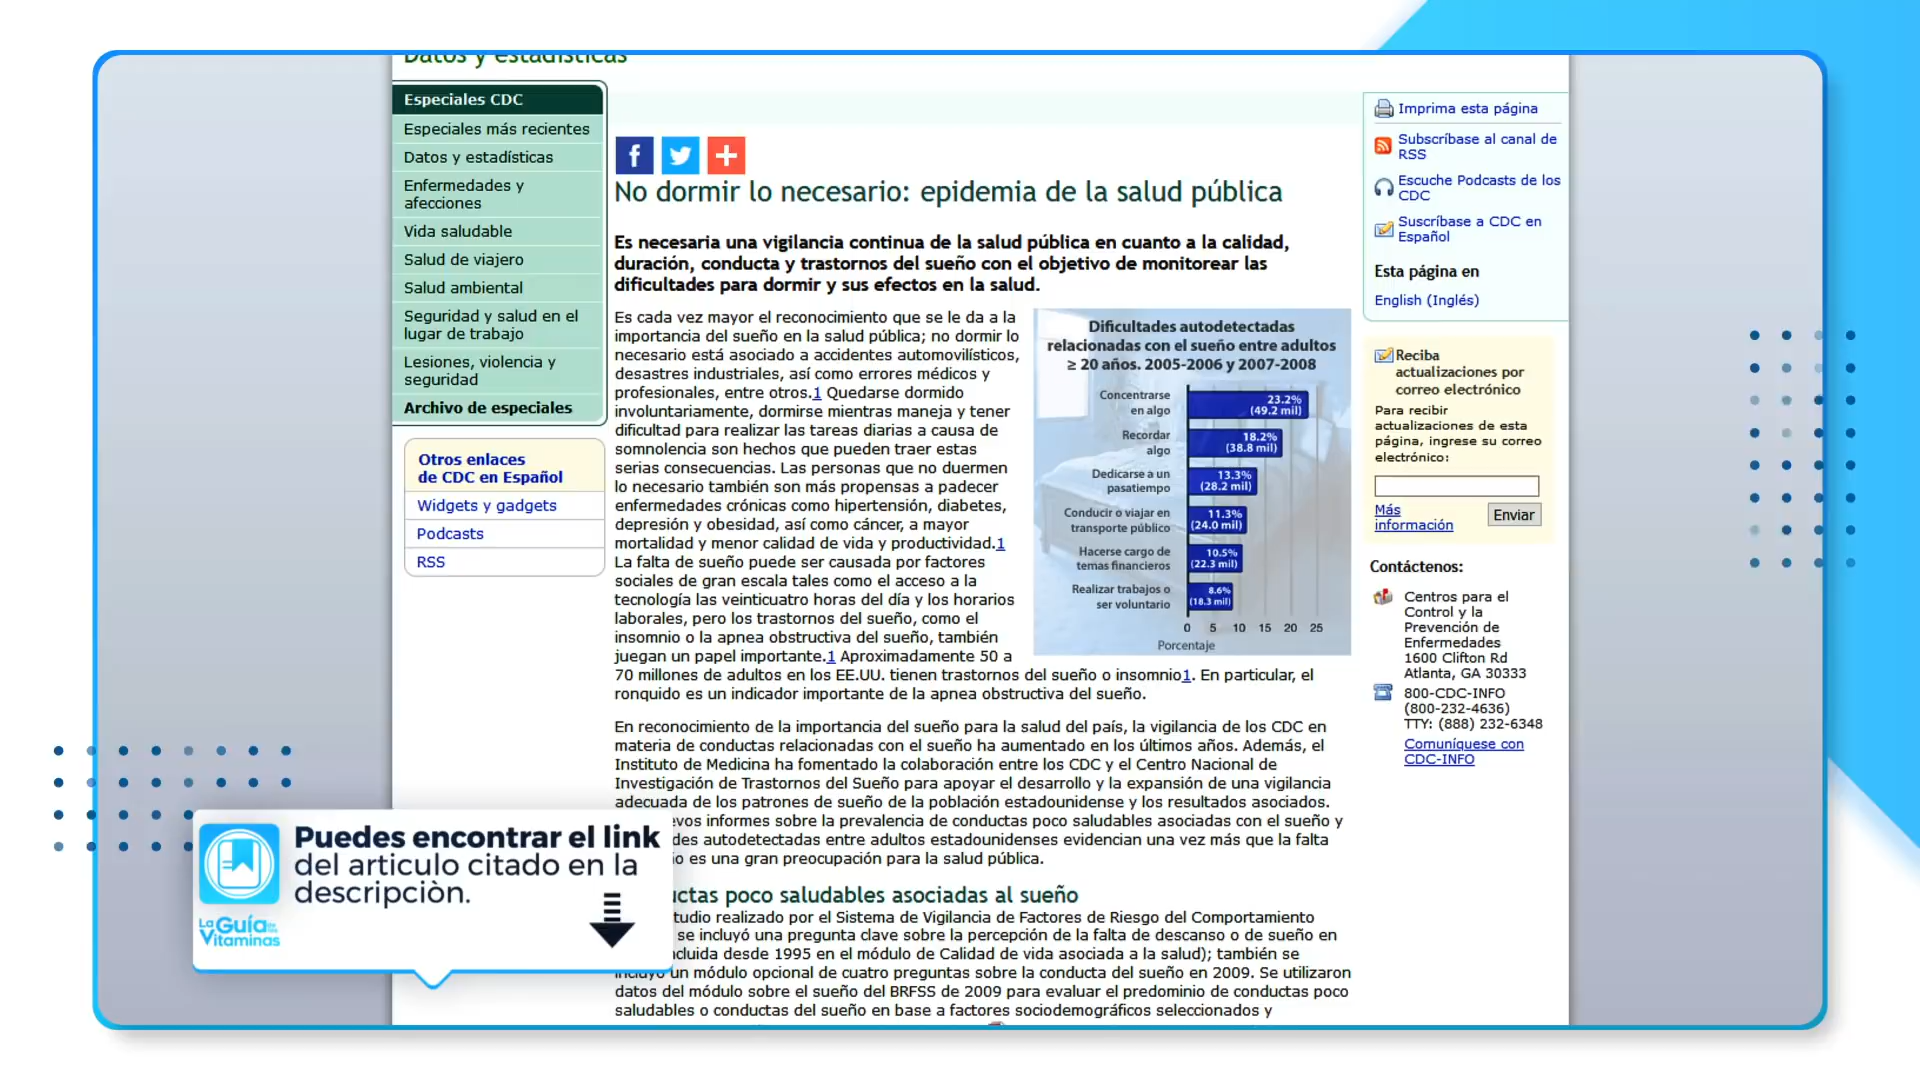 Datos y estadísticas
Especiales CDC
Especiales más recientes
Datos y estadísticas
Enfermedades y
afecciones
Vida saludable
Salud de viajero
Salud ambiental
Seguridad y salud en el
lugar de trabajo
Lesiones, violencia y
seguridad
Archivo de especiales
Otros enlaces
de CDC en Español
Widgets y gadgets
Podcasts
RSS
No dormir lo necesario: epidemia de la salud pública
Es necesaria una vigilancia continua de la salud pública en cuanto a la calidad,
duración, conducta y trastornos del sueño con el objetivo de monitorear las
dificultades para dormir y sus efectos en la salud.
Es cada vez mayor el reconocimiento que se le da a la
importancia del sueño en la salud pública; no dormir lo
necesario está asociado a accidentes automovilísticos,
desastres industriales, así como errores médicos y
profesionales, entre otros.1 Quedarse dormido
involuntariamente, dormirse mientras maneja y tener
dificultad para realizar las tareas diarias a causa de
somnolencia son hechos que pueden traer estas
serias consecuencias. Las personas que no duermen
lo necesario también son más propensas a padecer
enfermedades crónicas como hipertensión, diabetes,
depresión y obesidad, así como cáncer, a mayor
mortalidad y menor calidad de vida y productividad.1
La falta de sueño puede ser causada por factores
sociales de gran escala tales como el acceso a la
tecnología las veinticuatro horas del día y los horarios
laborales, pero los trastornos del sueño, como el
insomnio o la apnea obstructiva del sueño, también
juegan un papel importante.1 Aproximadamente 50 a
70 millones de adultos en los EE.UU. tienen trastornos del sueño o insomnio1. En particular, el
ronquido es un indicador importante de la apnea obstructiva del sueño.
Dificultades autodetectadas
relacionadas con el sueño entre adultos
≥ 20 años. 2005-2006 y 2007-2008
Concentrarse
en algo
23.2%
(49.2 mil)
Recordar
algo
18.2%
(38.8 mil)
Dedicarse a un
pasatiempo
13.3%
(28.2 mil)
Conducir o viajar en
transporte público
11.3%
(24.0 mil)
Hacerse cargo de
temas financieros
10.5%
(22.3 mil)
Realizar trabajos o
ser voluntario
8.6%
(18.3 mil)
0 5 10 15 20 25
Porcentaje
En reconocimiento de la importancia del sueño para la salud del país, la vigilancia de los CDC en
materia de conductas relacionadas con el sueño ha aumentado en los últimos años. Además, el
Instituto de Medicina ha fomentado la colaboración entre los CDC y el Centro Nacional de
Investigación de Trastornos del Sueño para apoyar el desarrollo y la expansión de una vigilancia
adecuada de los patrones de sueño de la población estadounidense y los resultados asociados.
evos informes sobre la prevalencia de conductas poco saludables asociadas con el sueño y
des autodetectadas entre adultos estadounidenses evidencian una vez más que la falta
io es una gran preocupación para la salud pública.
uctas poco saludables asociadas al sueño
tudio realizado por el Sistema de Vigilancia de Factores de Riesgo del Comportamiento
se incluyó una pregunta clave sobre la percepción de la falta de descanso o de sueño en
cluida desde 1995 en el módulo de Calidad de vida asociada a la salud); también se
incluyó un módulo opcional de cuatro preguntas sobre la conducta del sueño en 2009. Se utilizaron
datos del módulo sobre el sueño del BRFSS de 2009 para evaluar el predominio de conductas poco
saludables o conductas del sueño en base a factores sociodemográficos seleccionados y
Imprima esta página
Subscríbase al canal de
RSS
Escuche Podcasts de los
CDC
Suscríbase a CDC en
Español
Esta página en
English (Inglés)
Reciba
actualizaciones por
correo electrónico
Para recibir
actualizaciones de esta
página, ingrese su correo
electrónico:
Más
información
Enviar
Contáctenos:
Centros para el
Control y la
Prevención de
Enfermedades
1600 Clifton Rd
Atlanta, GA 30333
800-CDC-INFO
(800-232-4636)
TTY: (888) 232-6348
Comuníquese con
CDC-INFO
Puedes encontrar el link
del articulo citado en la
descripciòn.
La Guía de las
Vitaminas